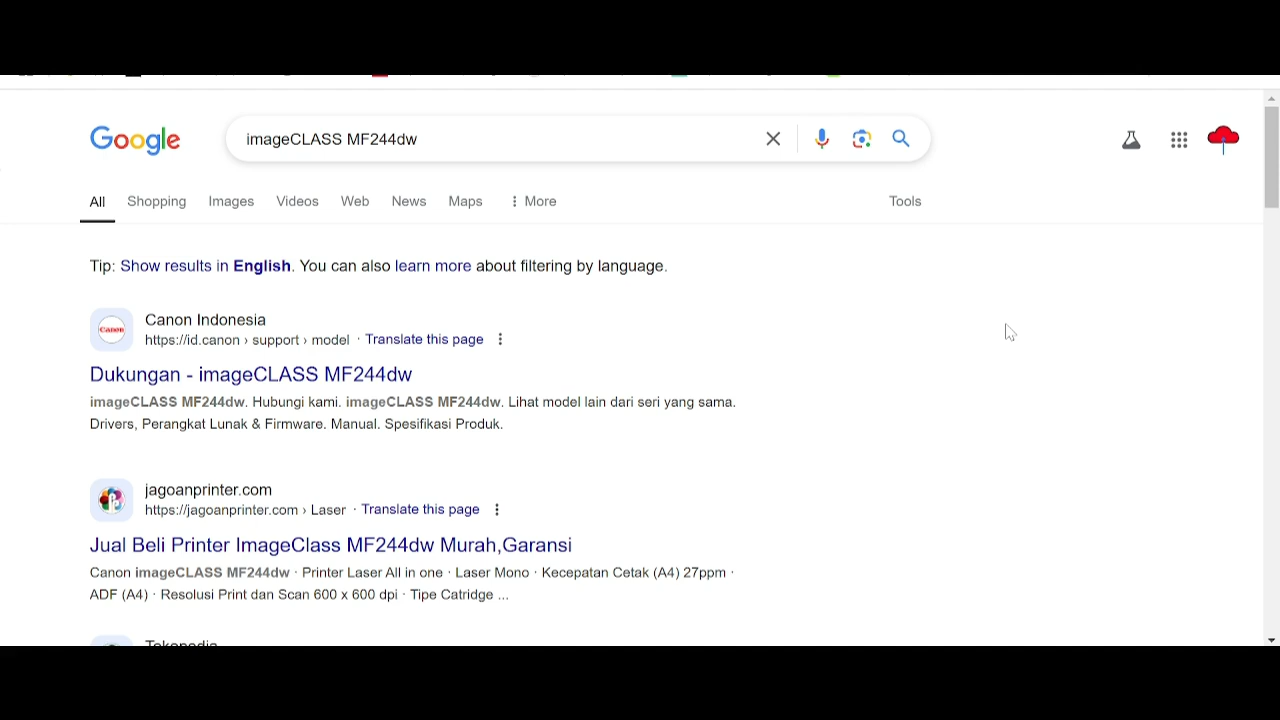 Google
imageCLASS MF244dw
All Shopping Images Videos Web News Maps More Tools
Tip: Show results in English. You can also learn more about filtering by language.
Canon
Canon Indonesia
https://id.canon › support › model · Translate this page
Dukungan - imageCLASS MF244dw
imageCLASS MF244dw. Hubungi kami. imageCLASS MF244dw. Lihat model lain dari seri yang sama.
Drivers, Perangkat Lunak & Firmware. Manual. Spesifikasi Produk.
jagoanprinter.com
https://jagoanprinter.com › Laser · Translate this page
Jual Beli Printer ImageClass MF244dw Murah,Garansi
Canon imageCLASS MF244dw · Printer Laser All in one · Laser Mono · Kecepatan Cetak (A4) 27ppm ·
ADF (A4) · Resolusi Print dan Scan 600 x 600 dpi · Tipe Catridge ...
Tokopedia